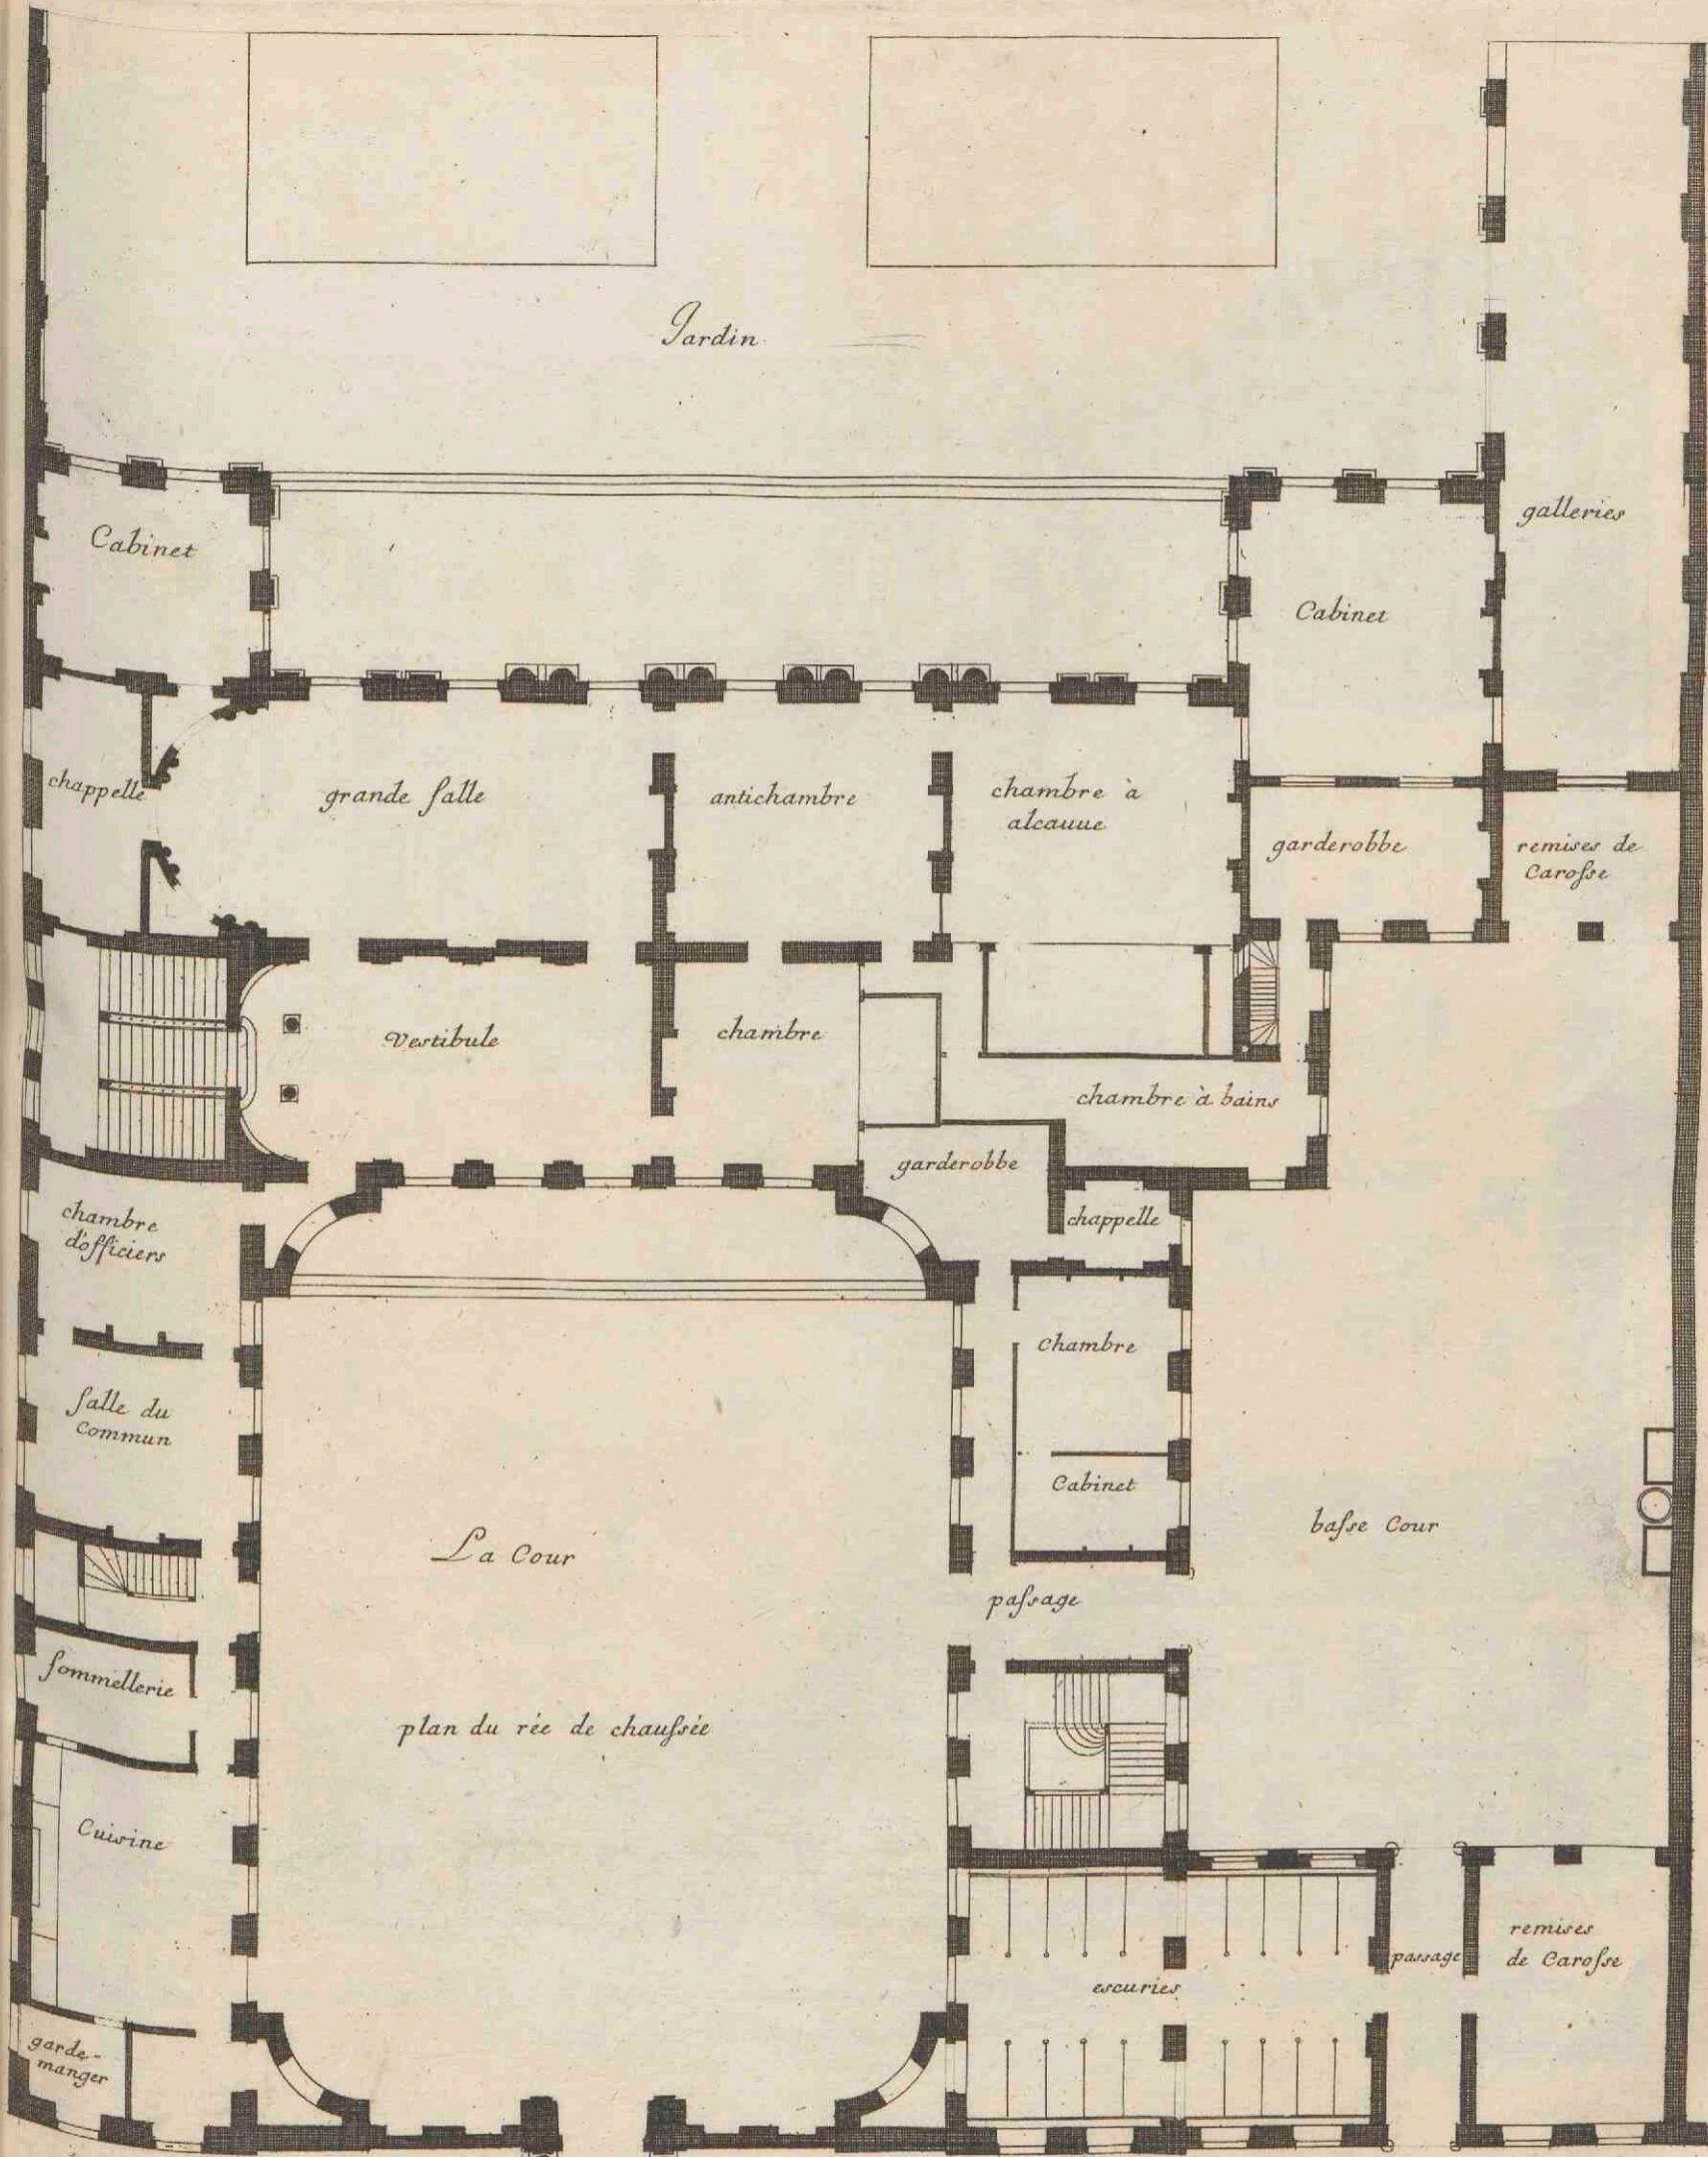 Jardin
galleries
Cabinet
Cabinet
chappelle
grande ſalle
antichambre
chambre à
alcauue
garderobbe
remises de
Caroſse
Vestibule
chambre
chambre à bains
garderobbe
chappelle
chambre
d'officiers
Chambre
ſalle du
Commun
Cabinet
La Cour
baſse Cour
paſsage
ſommellerie
plan du rée de chauſsée
Cuisine
remises
de Caroſse
passage
escuries
garde-
manger